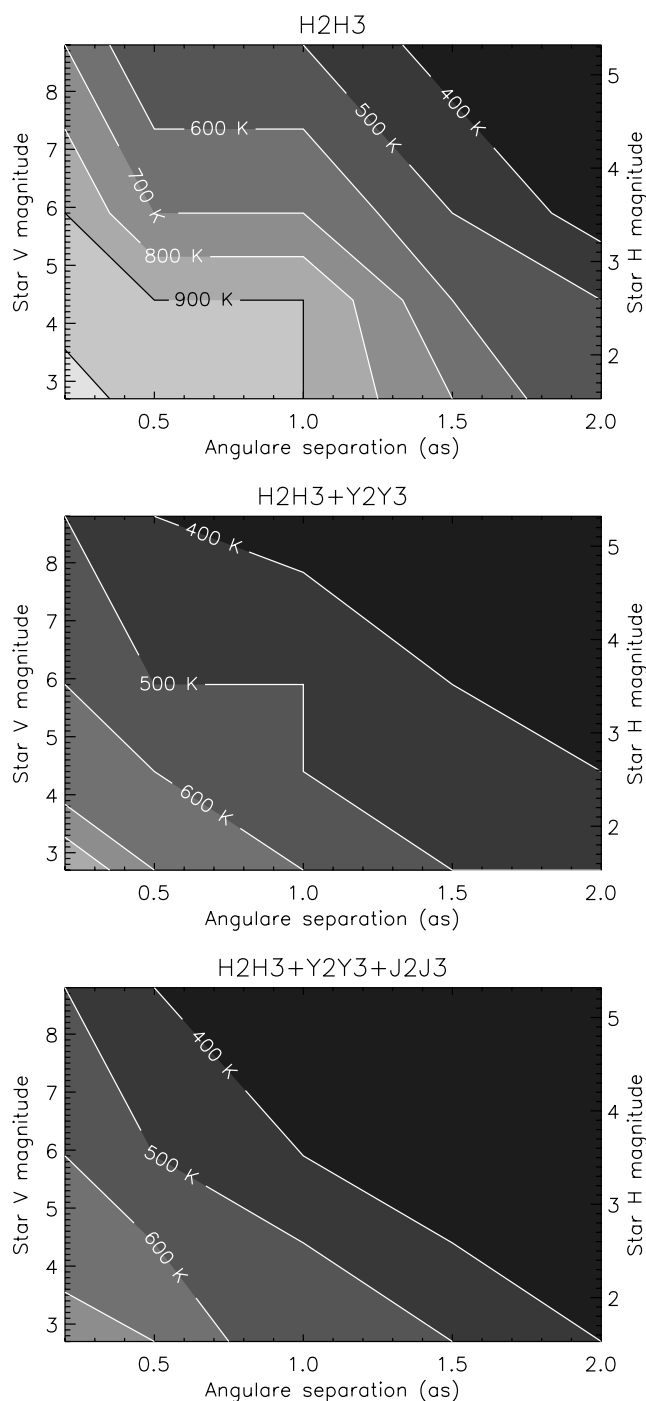 H2H3
8
7
6
5
4
3
Star V magnitude
600 K
700 K
800 K
900 K
500 K
400 K
5
4
3
2
Star H magnitude
0.5 1.0 1.5 2.0
Angulare separation (as)
H2H3+Y2Y3
8
7
6
5
4
3
Star V magnitude
400 K
500 K
600 K
5
4
3
2
Star H magnitude
0.5 1.0 1.5 2.0
Angulare separation (as)
H2H3+Y2Y3+J2J3
8
7
6
5
4
3
Star V magnitude
400 K
500 K
600 K
5
4
3
2
Star H magnitude
0.5 1.0 1.5 2.0
Angulare separation (as)